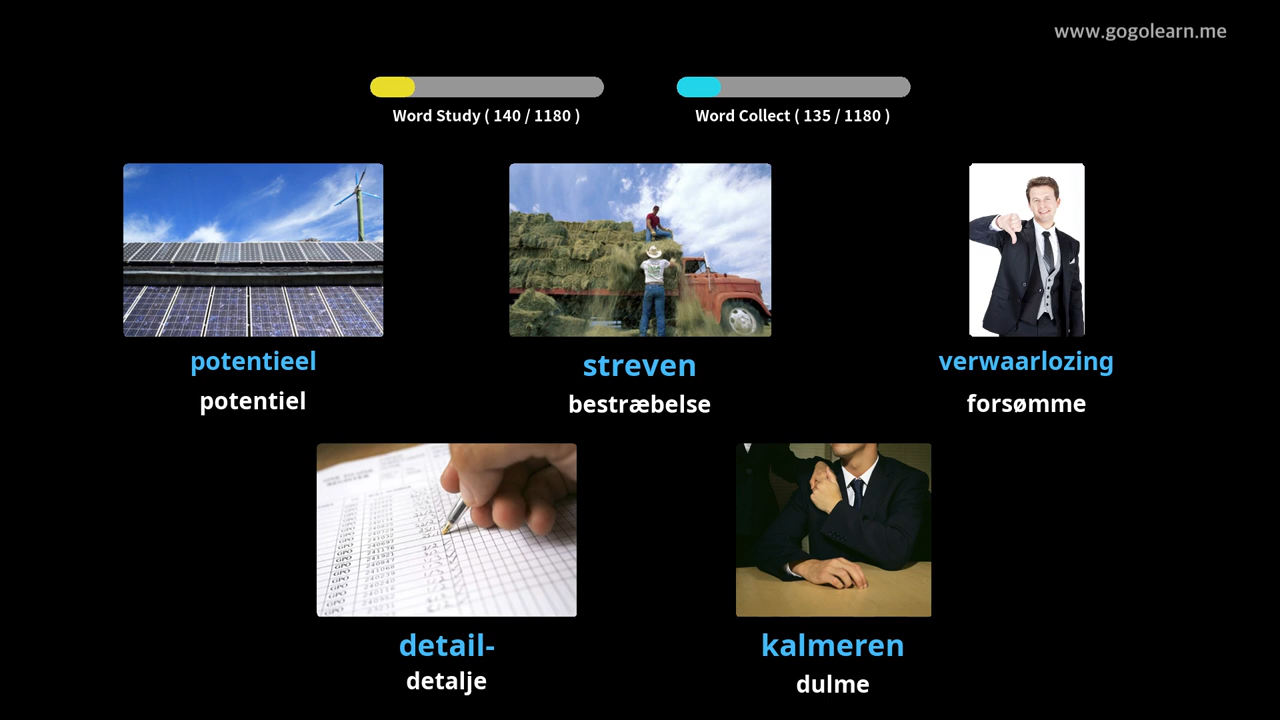 www.gogolearn.me
Word Study ( 140 / 1180 )
Word Collect ( 135 / 1180 )
potentieel
potentiel
streven
bestræbelse
verwaarlozing
forsømme
detail-
detalje
kalmeren
dulme